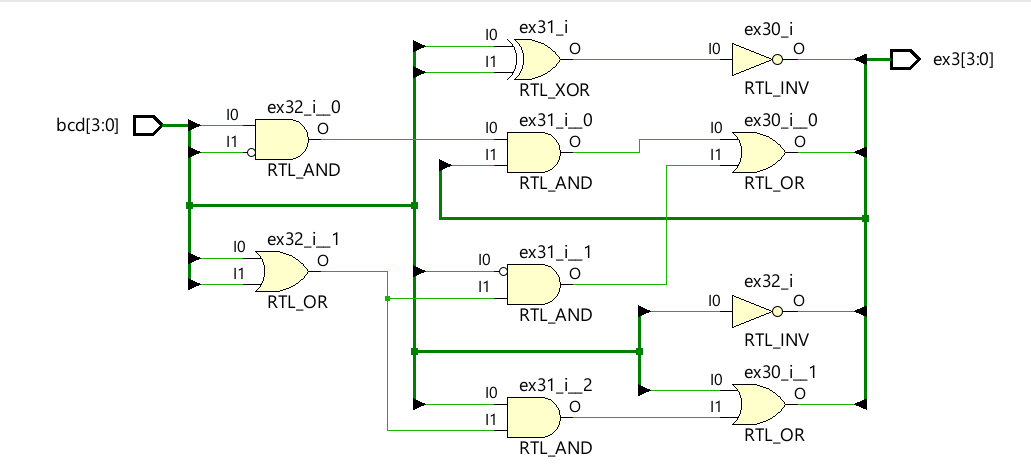 ex31_i
I0
I1
O
RTL_XOR
ex30_i
I0
O
RTL_INV
ex3[3:0]
bcd[3:0]
ex32_i__0
I0
I1
O
RTL_AND
ex31_i__0
I0
I1
O
RTL_AND
ex30_i__0
I0
I1
O
RTL_OR
ex32_i__1
I0
I1
O
RTL_OR
ex31_i__1
I0
I1
O
RTL_AND
ex32_i
I0
O
RTL_INV
ex31_i__2
I0
I1
O
RTL_AND
ex30_i__1
I0
I1
O
RTL_OR